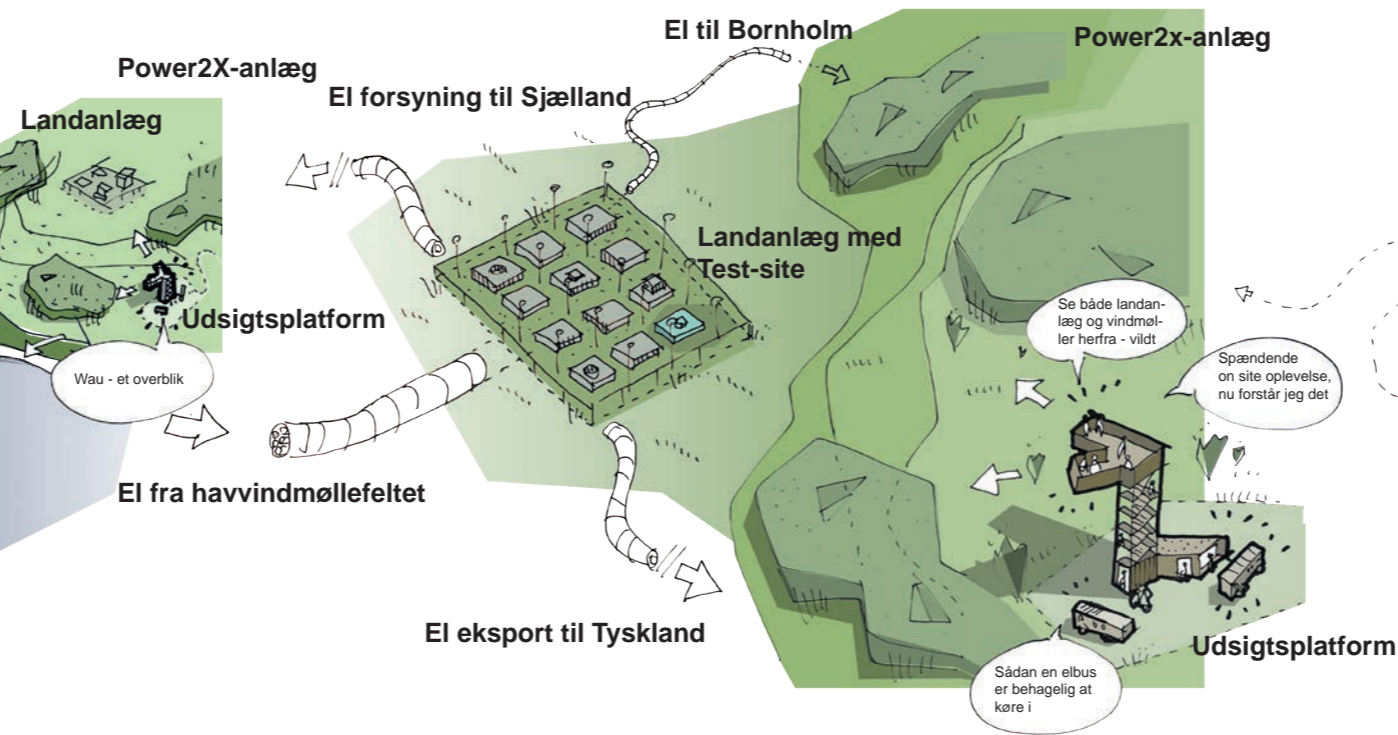 El til Bornholm
Power2x-anlæg
Power2X-anlæg
El forsyning til Sjælland
Landanlæg
Landanlæg med
Test-site
Udsigtsplatform
Wau - et overblik
Se både landan-
læg og vindmøl-
ler herfra - vildt
Spændende
on site oplevelse,
nu forstår jeg det
El fra havvindmøllefeltet
El eksport til Tyskland
Udsigtsplatform
Sådan en elbus
er behagelig at
køre i